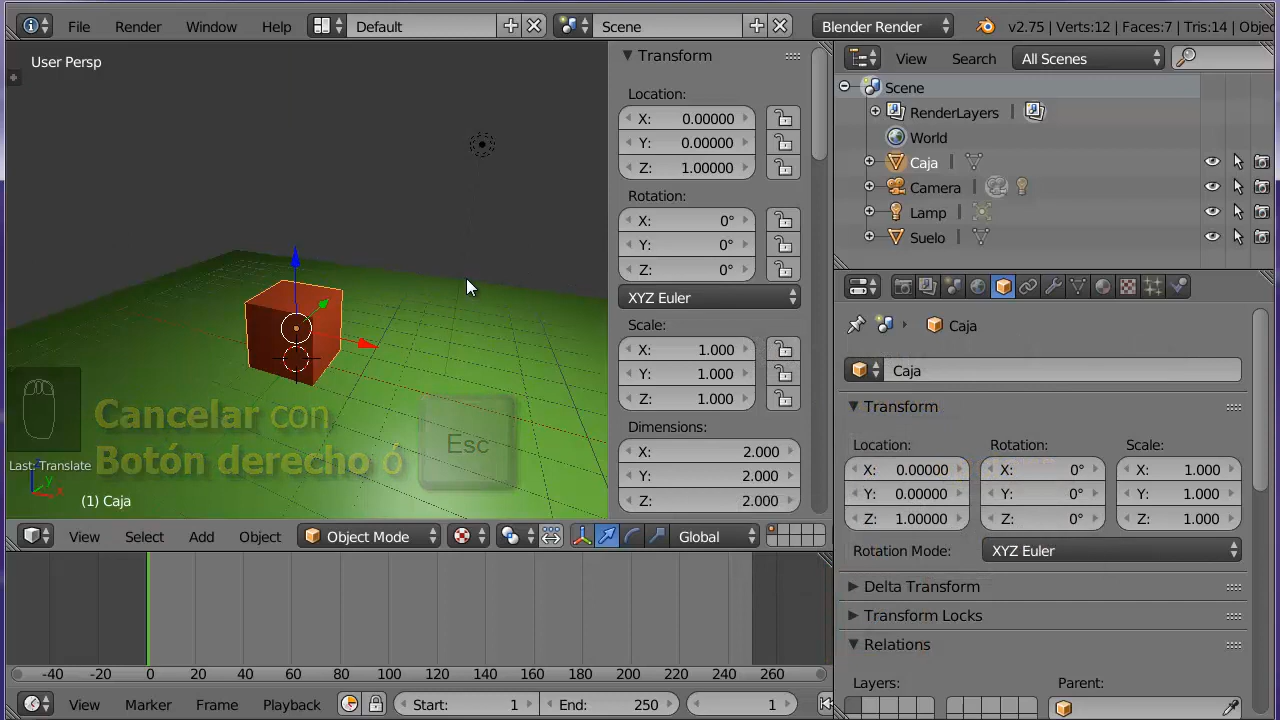 File Render Window Help Default Scene Blender Render v2.75 | Verts:12 | Faces:7 | Tris:14 | Objec
User Persp
Transform
Location:
X: 0.00000
Y: 0.00000
Z: 1.00000
Rotation:
X: 0°
Y: 0°
Z: 0°
XYZ Euler
Scale:
X: 1.000
Y: 1.000
Z: 1.000
Dimensions:
X: 2.000
Y: 2.000
Z: 2.000
Cancelar con
Botón derecho ó
Esc
Last: Translate
(1) Caja
View Select Add Object Object Mode Global
-40 -20 0 20 40 60 80 100 120 140 160 180 200 220 240 260
View Marker Frame Playback Start: 1 End: 250 1
View Search All Scenes
Scene
RenderLayers
World
Caja
Camera
Lamp
Suelo
Caja
Caja
Transform
Location: Rotation: Scale:
X: 0.00000 X: 0° X: 1.000
Y: 0.00000 Y: 0° Y: 1.000
Z: 1.00000 Z: 0° Z: 1.000
Rotation Mode: XYZ Euler
Delta Transform
Transform Locks
Relations
Layers: Parent: